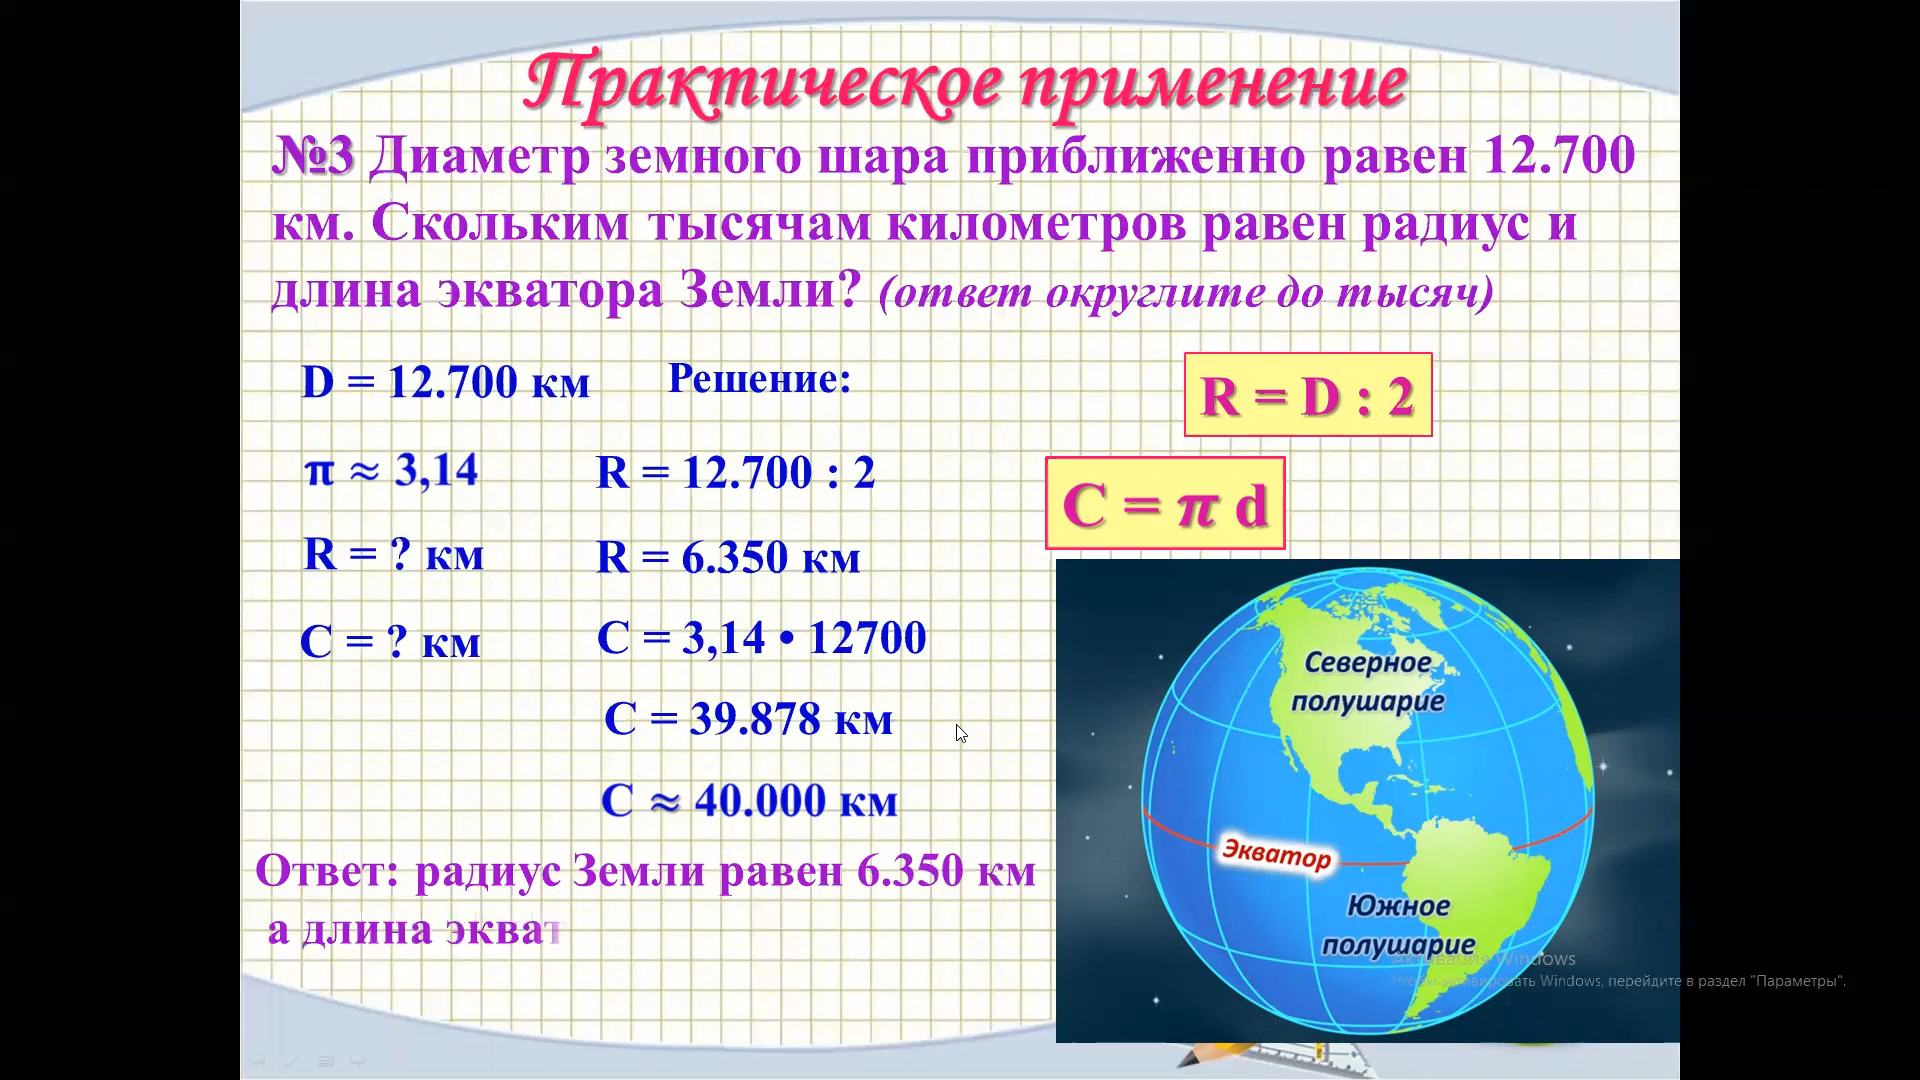 Практическое применение
№3 Диаметр земного шара приближенно равен 12.700
км. Скольким тысячам километров равен радиус и
длина экватора Земли? (ответ округлите до тысяч)
D = 12.700 км
Решение:
R = D : 2
π ≈ 3,14
R = 12.700 : 2
C = π d
R = ? км
R = 6.350 км
C = ? км
C = 3,14 • 12700
C = 39.878 км
C ≈ 40.000 км
Ответ: радиус Земли равен 6.350 км
а длина экват
Северное
полушарие
Экватор
Южное
полушарие
Активация Windows
Чтобы активировать Windows, перейдите в раздел "Параметры".